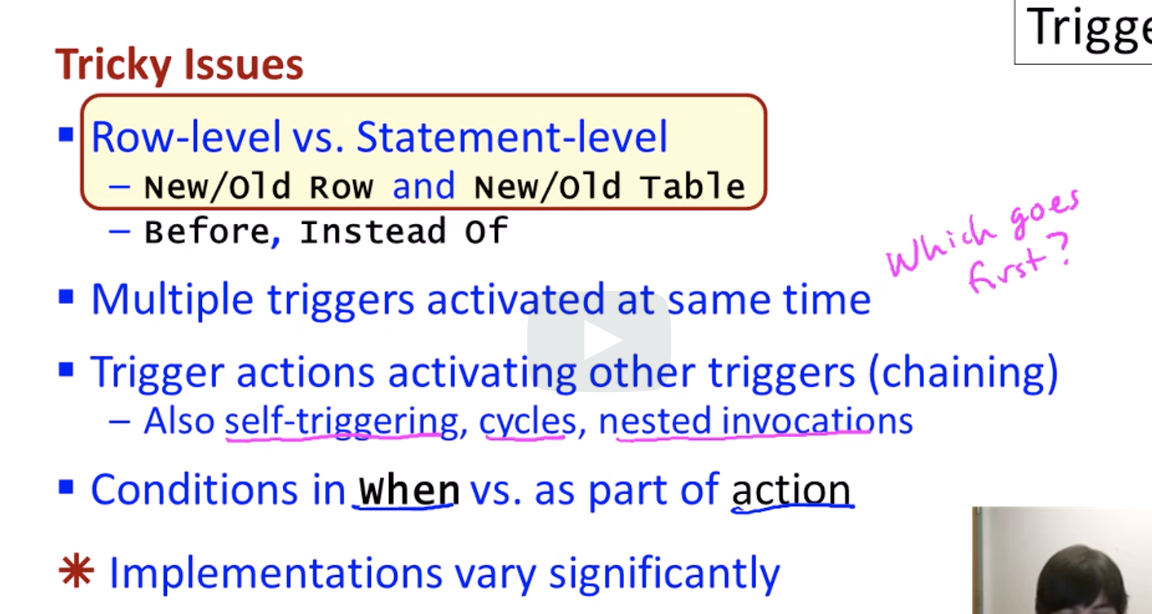 Trigge
Tricky Issues
▪ Row-level vs. Statement-level
– New/Old Row and New/Old Table
– Before, Instead Of
Which goes
first?
▪ Multiple triggers activated at same time
▪ Trigger actions activating other triggers (chaining)
– Also self-triggering, cycles, nested invocations
▪ Conditions in When vs. as part of action
✳ Implementations vary significantly